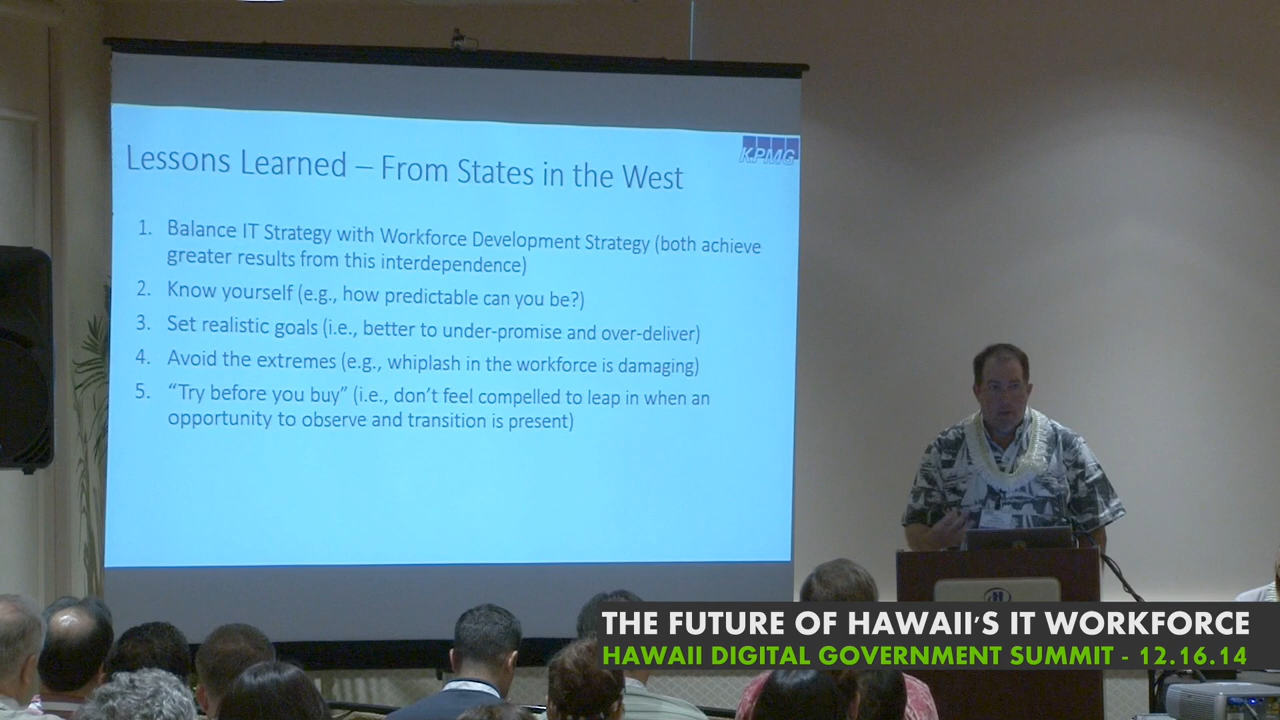 KPMG
Lessons Learned – From States in the West
1. Balance IT Strategy with Workforce Development Strategy (both achieve
greater results from this interdependence)
2. Know yourself (e.g., how predictable can you be?)
3. Set realistic goals (i.e., better to under-promise and over-deliver)
4. Avoid the extremes (e.g., whiplash in the workforce is damaging)
5. “Try before you buy” (i.e., don’t feel compelled to leap in when an
opportunity to observe and transition is present)
H
THE FUTURE OF HAWAII'S IT WORKFORCE
HAWAII DIGITAL GOVERNMENT SUMMIT - 12.16.14